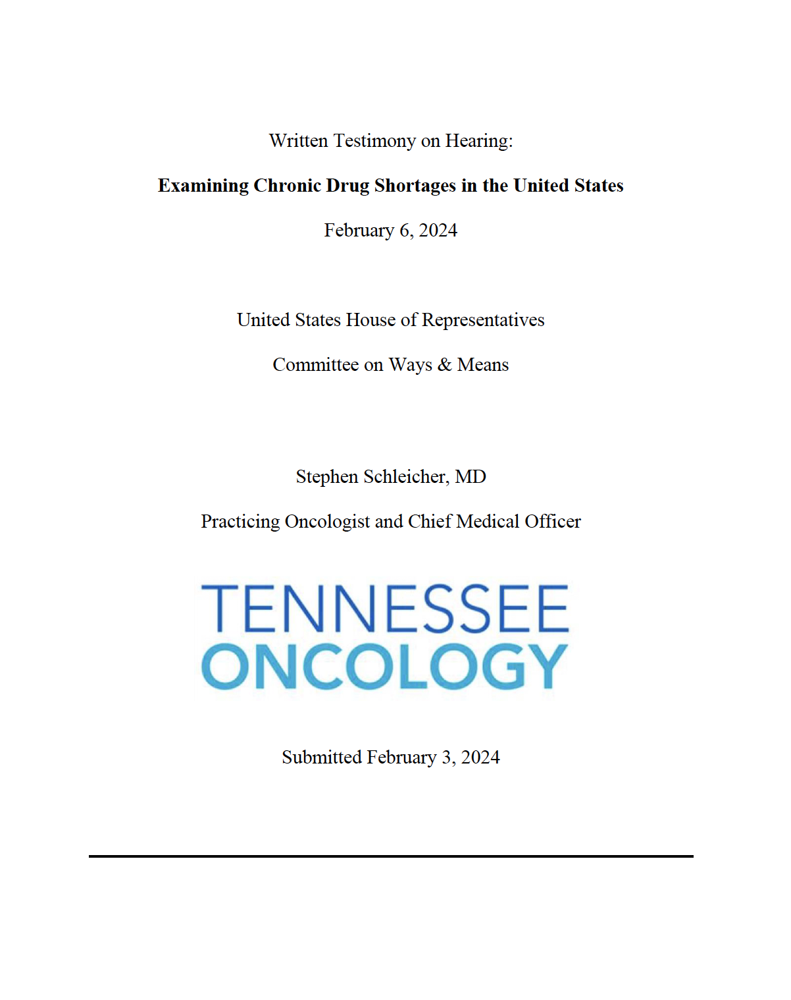 Written Testimony on Hearing:
Examining Chronic Drug Shortages in the United States
February 6, 2024
United States House of Representatives
Committee on Ways & Means
Stephen Schleicher, MD
Practicing Oncologist and Chief Medical Officer
TENNESSEE
ONCOLOGY
Submitted February 3, 2024